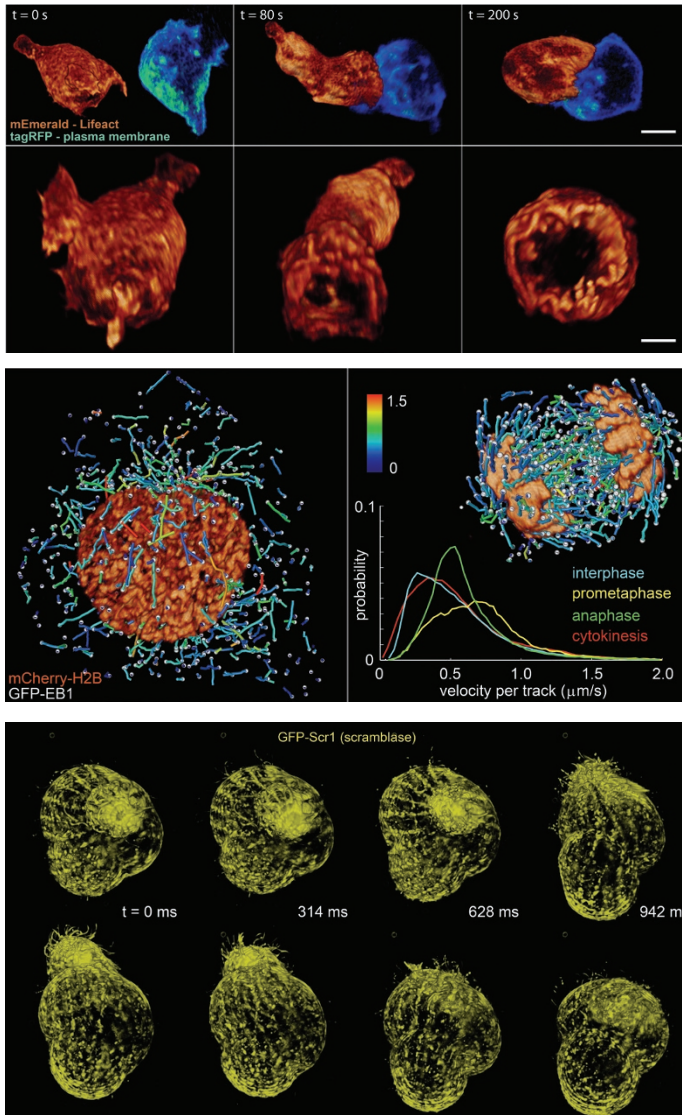 t = 0 s
t = 80 s
t = 200 s
mEmerald - Lifeact
tagRFP - plasma membrane
mCherry-H2B
GFP-EB1
1.5
0
0.1
probability
0
interphase
prometaphase
anaphase
cytokinesis
0
0.5
1.0
1.5
2.0
velocity per track (μm/s)
GFP-Scr1 (scramblase)
t = 0 ms
314 ms
628 ms
942 m